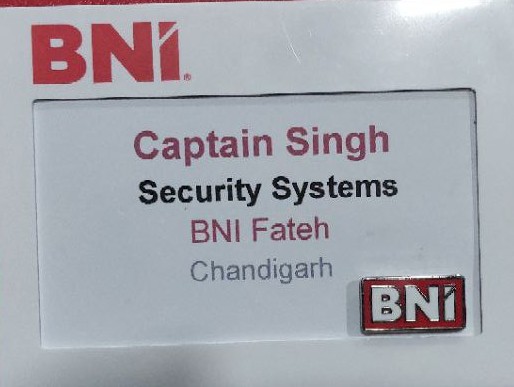 BNI®
Captain Singh
Security Systems
BNI Fateh
Chandigarh
BNI